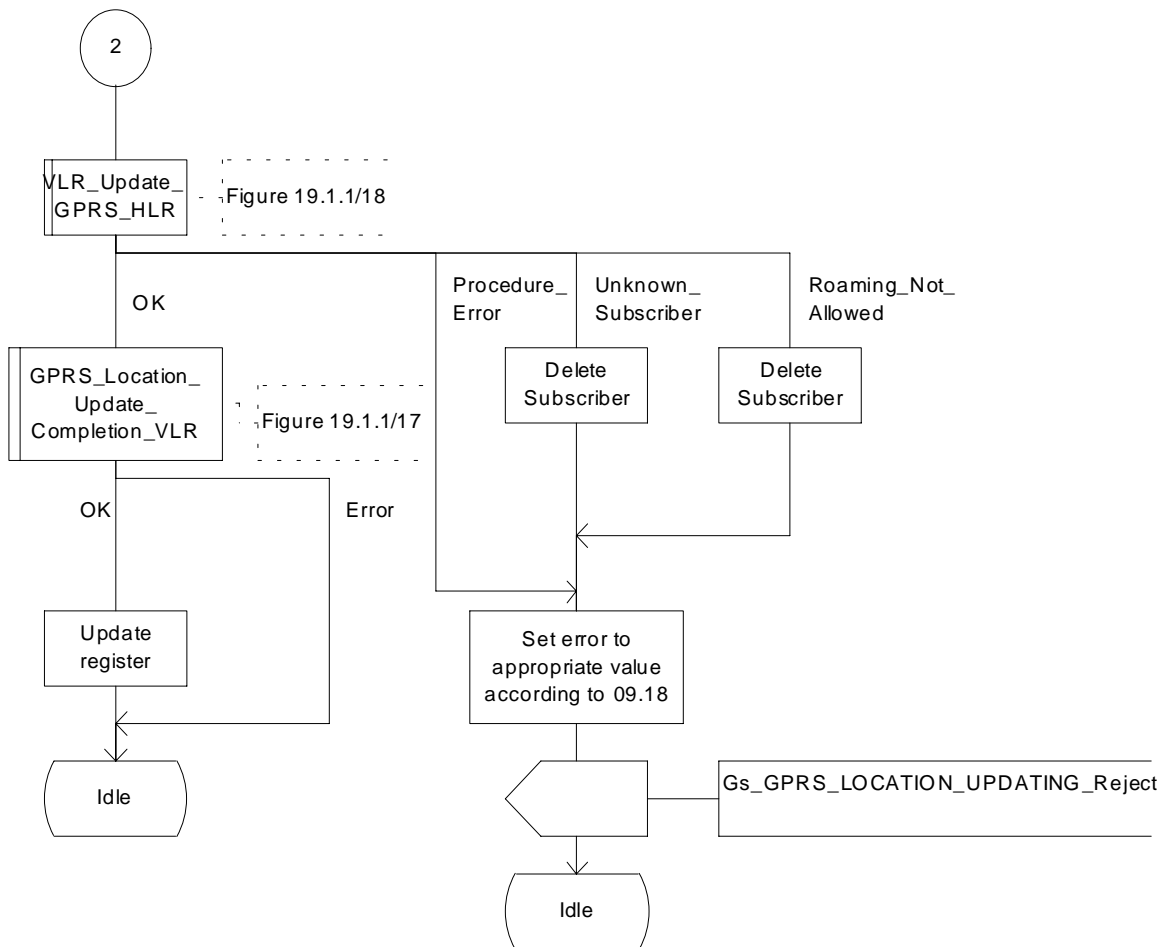 2
VLR_Update_
GPRS_HLR
Figure 19.1.1/18
OK
Procedure_
Error
Unknown_
Subscriber
Roaming_Not_
Allowed
GPRS_Location_
Update_
Completion_VLR
Figure 19.1.1/17
Delete
Subscriber
Delete
Subscriber
OK
Error
Update
register
Set error to
appropriate value
according to 09.18
Idle
Gs_GPRS_LOCATION_UPDATING_Reject
Idle